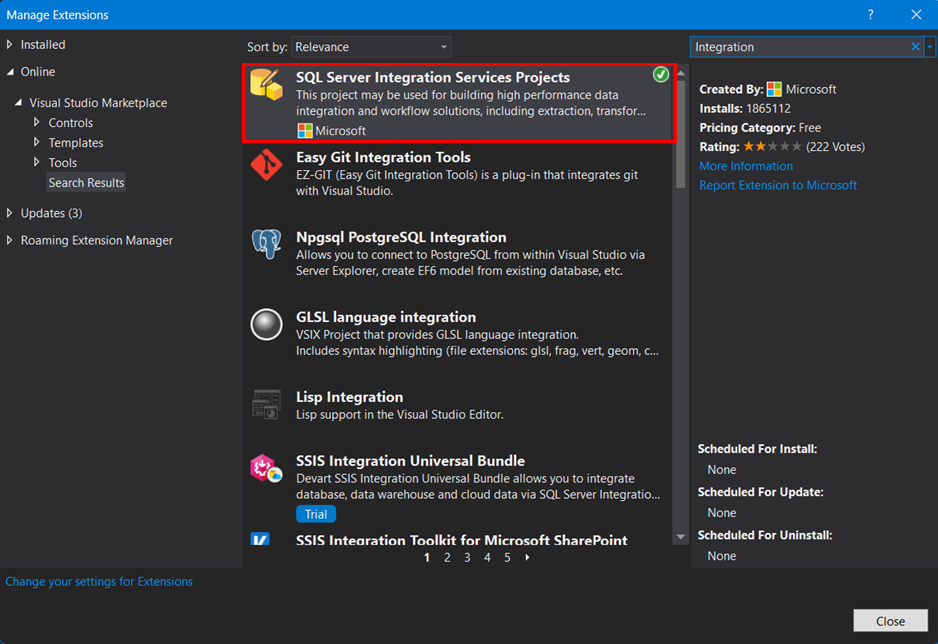 Manage Extensions
?
Installed
Online
Visual Studio Marketplace
Controls
Templates
Tools
Search Results
Updates (3)
Roaming Extension Manager
Sort by: Relevance
SQL Server Integration Services Projects
This project may be used for building high performance data
integration and workflow solutions, including extraction, transfor...
Microsoft
Easy Git Integration Tools
EZ-GIT (Easy Git Integration Tools) is a plug-in that integrates git
with Visual Studio.
Npgsql PostgreSQL Integration
Allows you to connect to PostgreSQL from within Visual Studio via
Server Explorer, create EF6 model from existing database, etc.
GLSL language integration
VSIX Project that provides GLSL language integration.
Includes syntax highlighting (file extensions: glsl, frag, vert, geom, c...
Lisp Integration
Lisp support in the Visual Studio Editor.
SSIS Integration Universal Bundle
Devart SSIS Integration Universal Bundle allows you to integrate
database, data warehouse and cloud data via SQL Server Integratio...
Trial
SSIS Integration Toolkit for Microsoft SharePoint
1 2 3 4 5
Integration
Created By: Microsoft
Installs: 1865112
Pricing Category: Free
Rating: (222 Votes)
More Information
Report Extension to Microsoft
Scheduled For Install:
None
Scheduled For Update:
None
Scheduled For Uninstall:
None
Change your settings for Extensions
Close